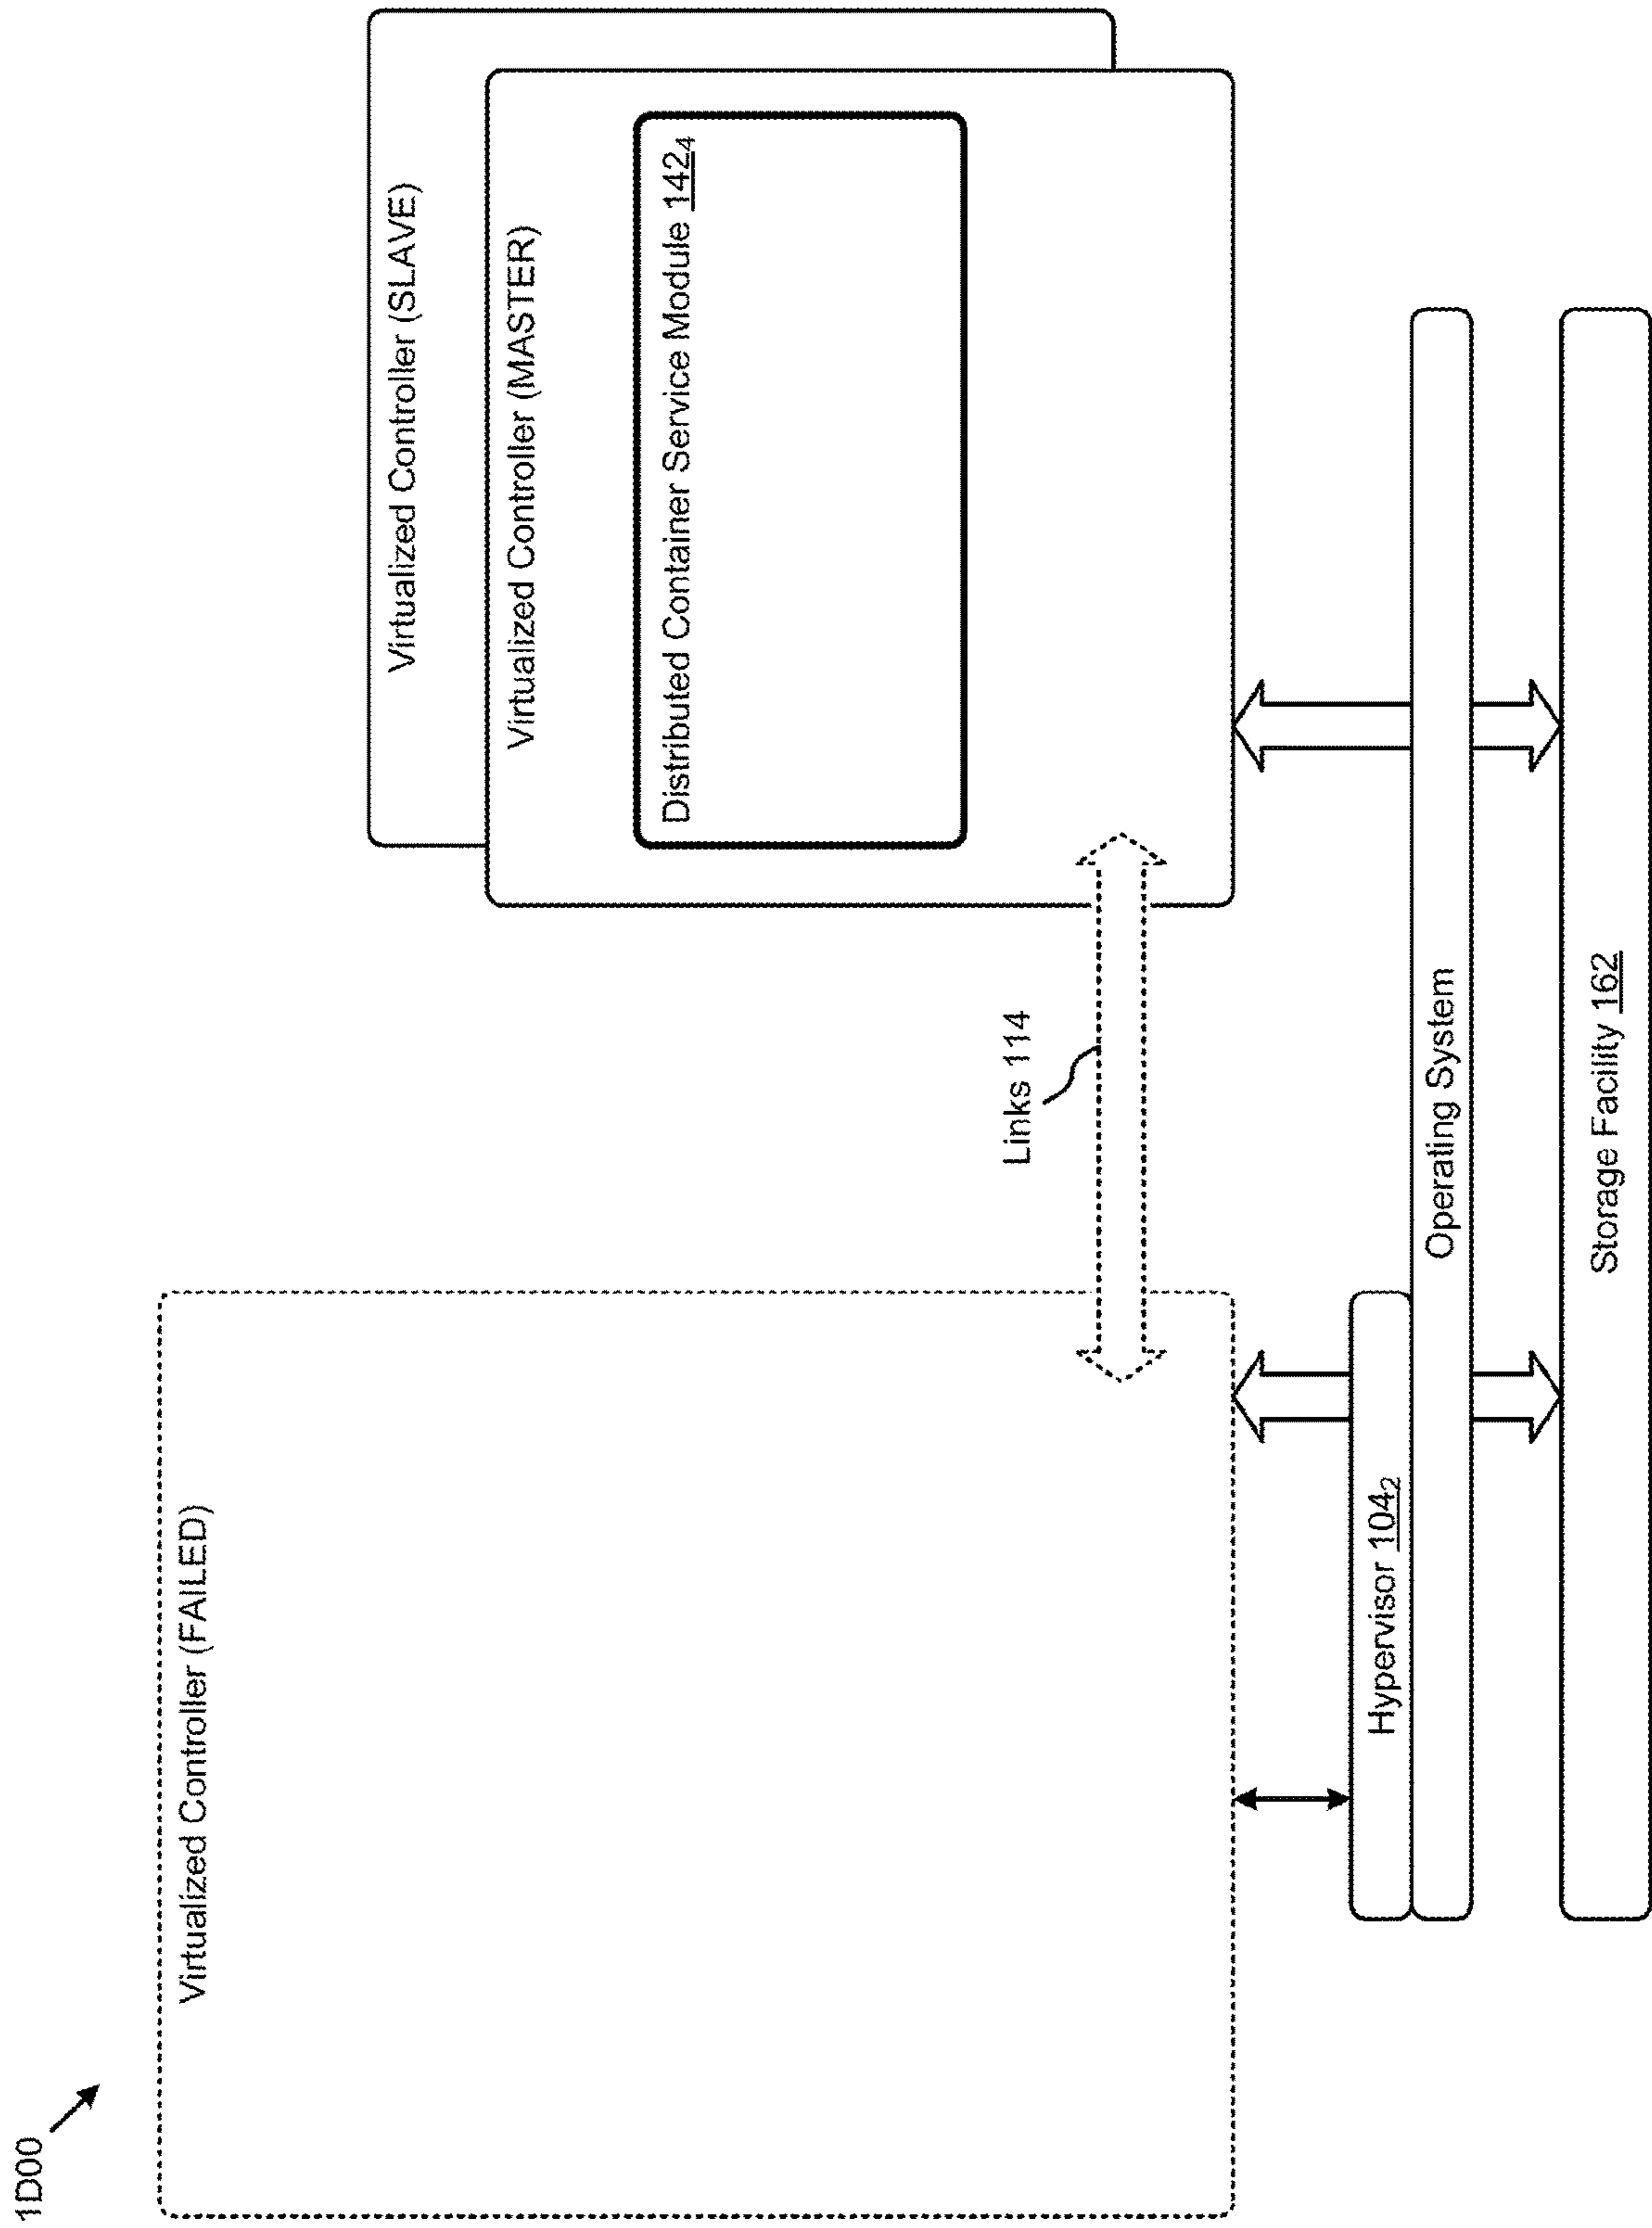 1D00
Virtualized Controller (FAILED)
Virtualized Controller (SLAVE)
Virtualized Controller (MASTER)
Distributed Container Service Module 142₄
Links 114
Hypervisor 104₂
Operating System
Storage Facility 162